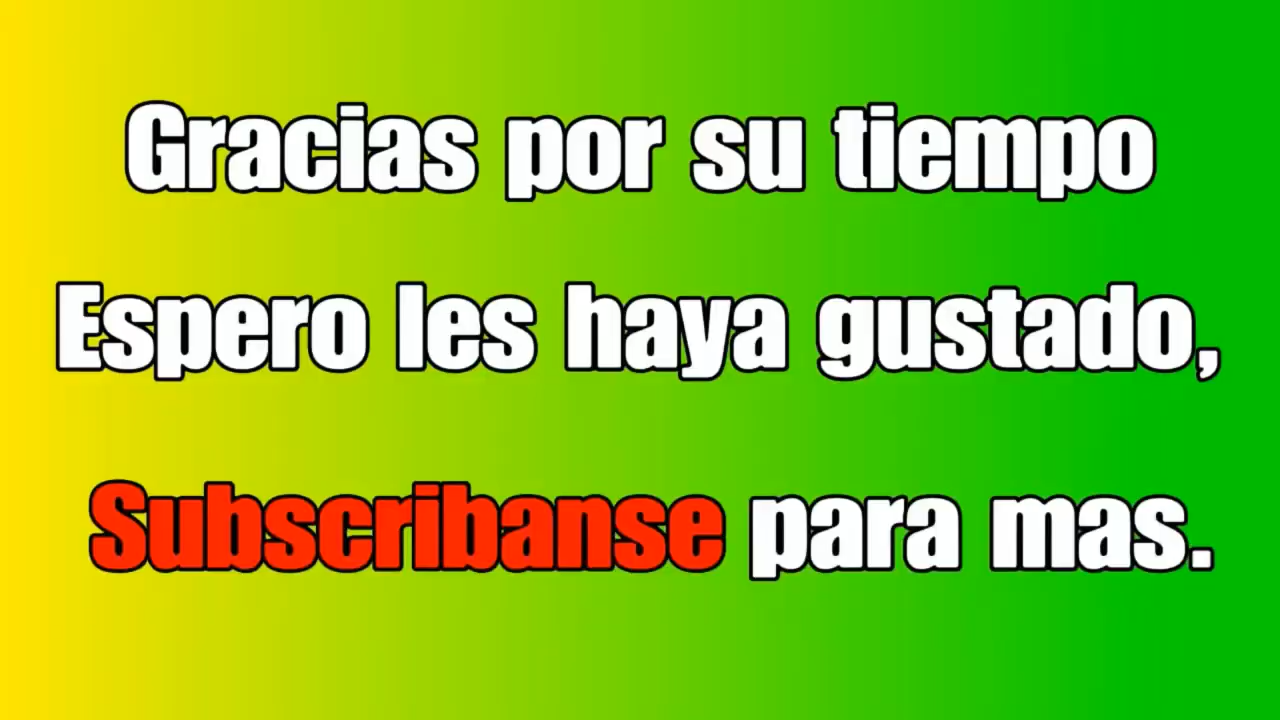 Gracias por su tiempo
Espero les haya gustado,
Subscribanse para mas.